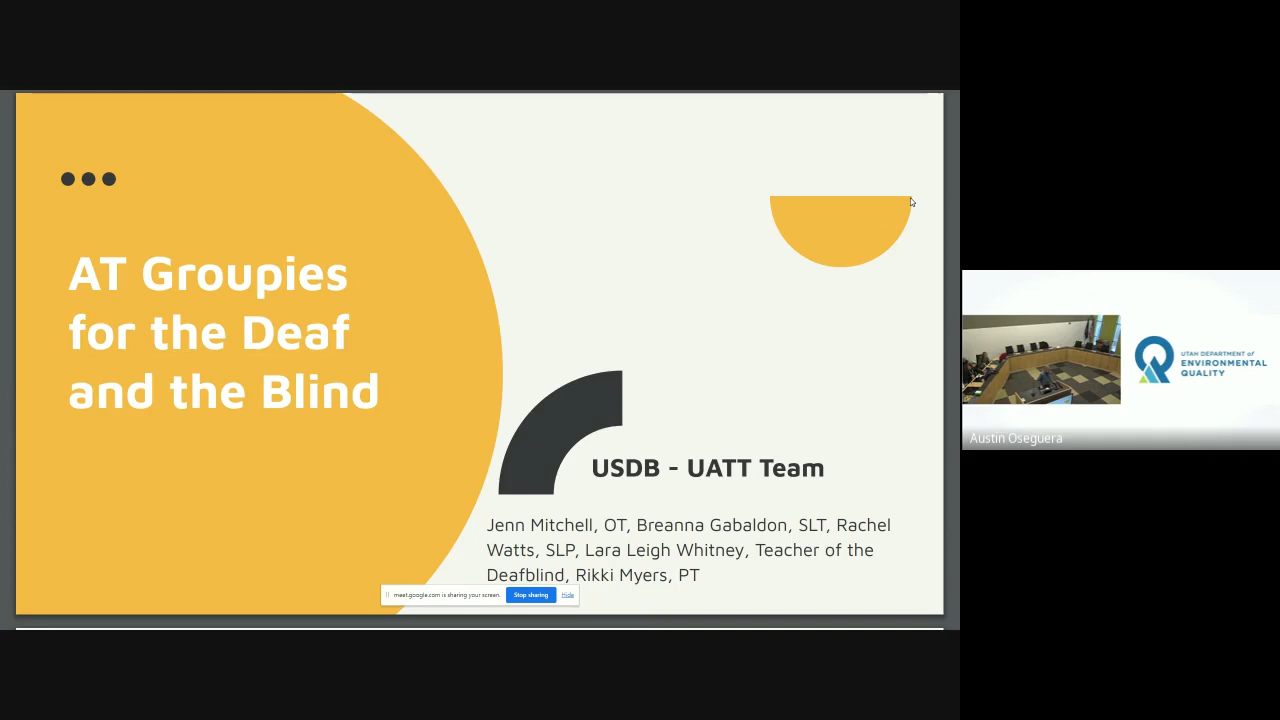 AT Groupies
for the Deaf
and the Blind
USDB - UATT Team
Jenn Mitchell, OT, Breanna Gabaldon, SLT, Rachel
Watts, SLP, Lara Leigh Whitney, Teacher of the
Deafblind, Rikki Myers, PT
meet.google.com is sharing your screen.
Stop sharing
Hide
UTAH DEPARTMENT of
ENVIRONMENTAL
QUALITY
Austin Oseguera